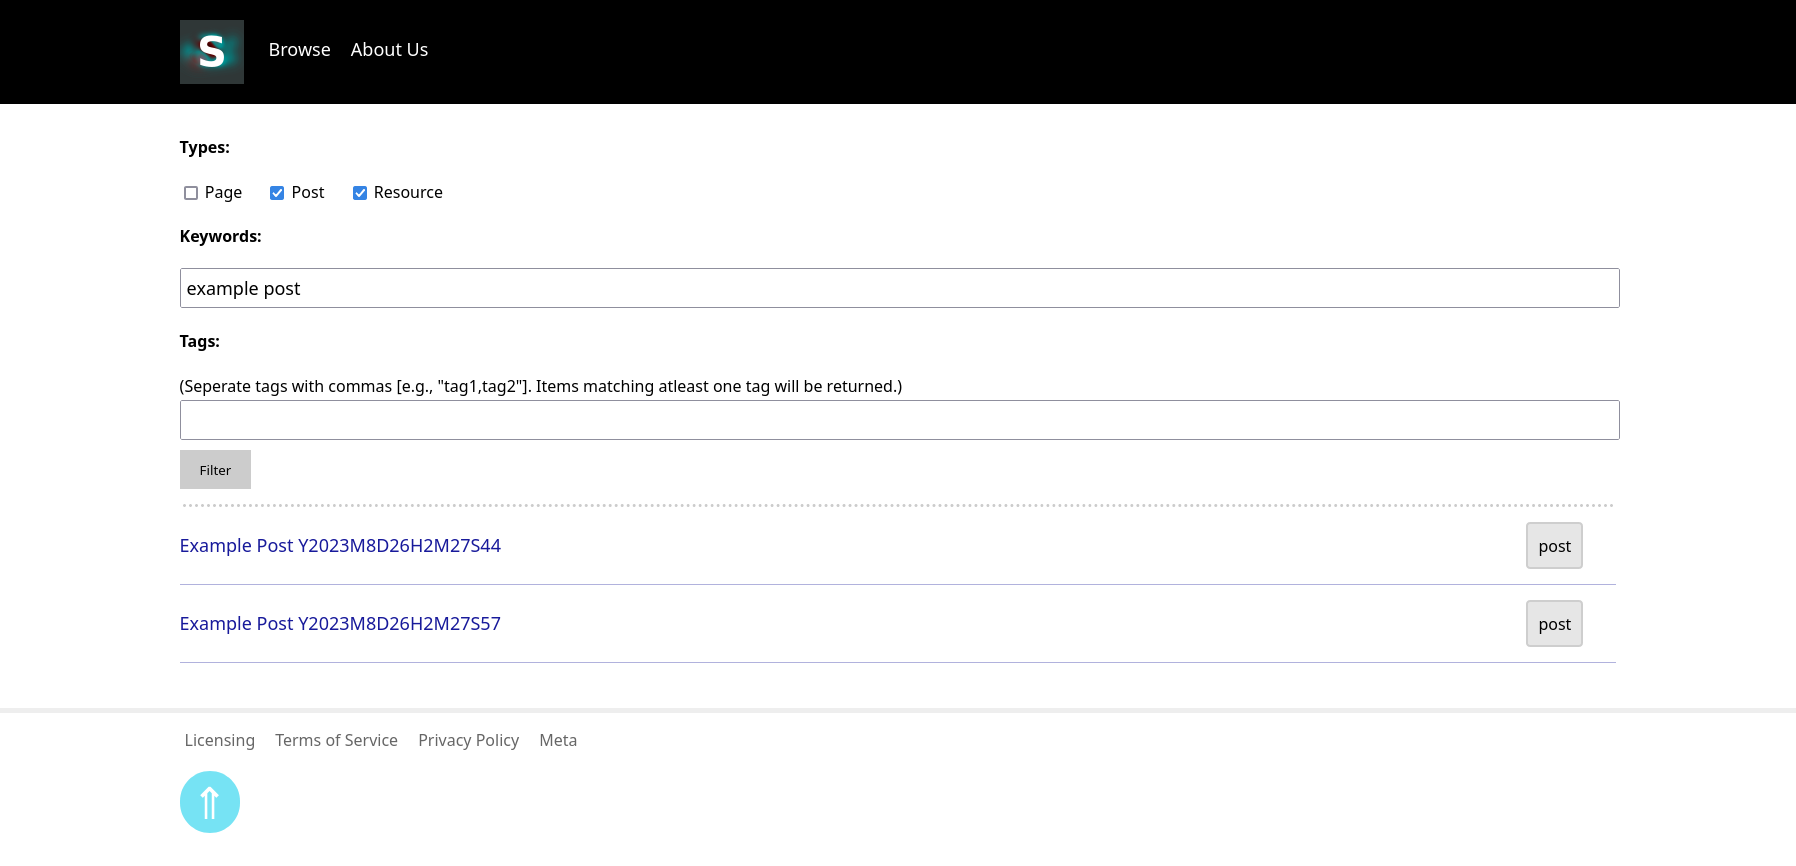 S Browse About Us
Types:
Page Post Resource
Keywords:
example post
Tags:
(Seperate tags with commas [e.g., "tag1,tag2"]. Items matching atleast one tag will be returned.)
Filter
Example Post Y2023M8D26H2M27S44 post
Example Post Y2023M8D26H2M27S57 post
Licensing Terms of Service Privacy Policy Meta
⇑